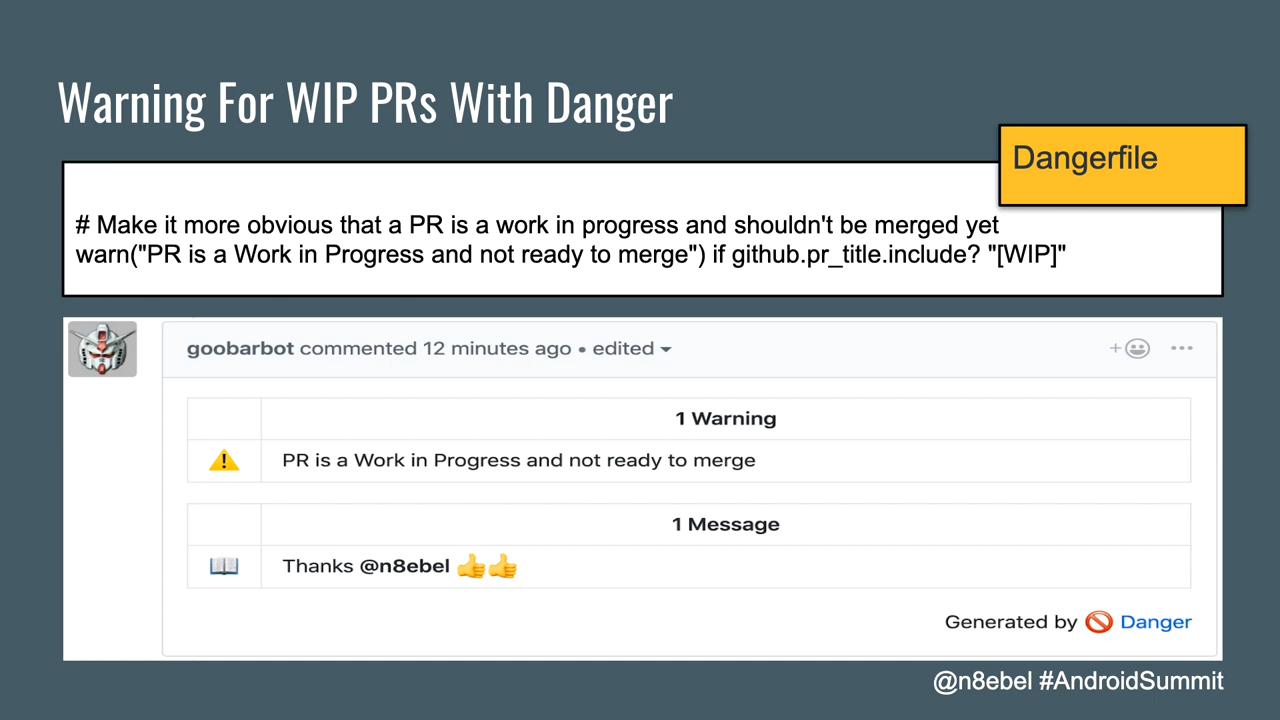 Warning For WIP PRs With Danger
Dangerfile
# Make it more obvious that a PR is a work in progress and shouldn't be merged yet
warn("PR is a Work in Progress and not ready to merge") if github.pr_title.include? "[WIP]"
goobarbot commented 12 minutes ago • edited
1 Warning
PR is a Work in Progress and not ready to merge
1 Message
Thanks @n8ebel 👍👍
Generated by 🚫 Danger
@n8ebel #AndroidSummit